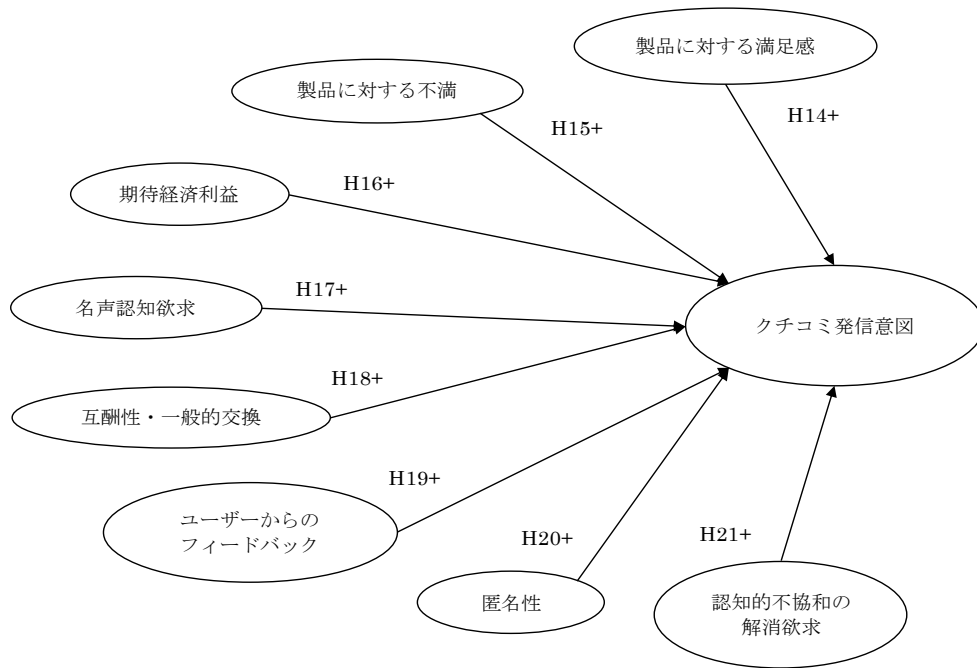 製品に対する満足感
製品に対する不満
H14+
H15+
期待経済利益
H16+
名声認知欲求
H17+
クチコミ発信意図
互酬性・一般的交換
H18+
ユーザーからの
フィードバック
H19+
匿名性
H20+
認知的不協和の
解消欲求
H21+